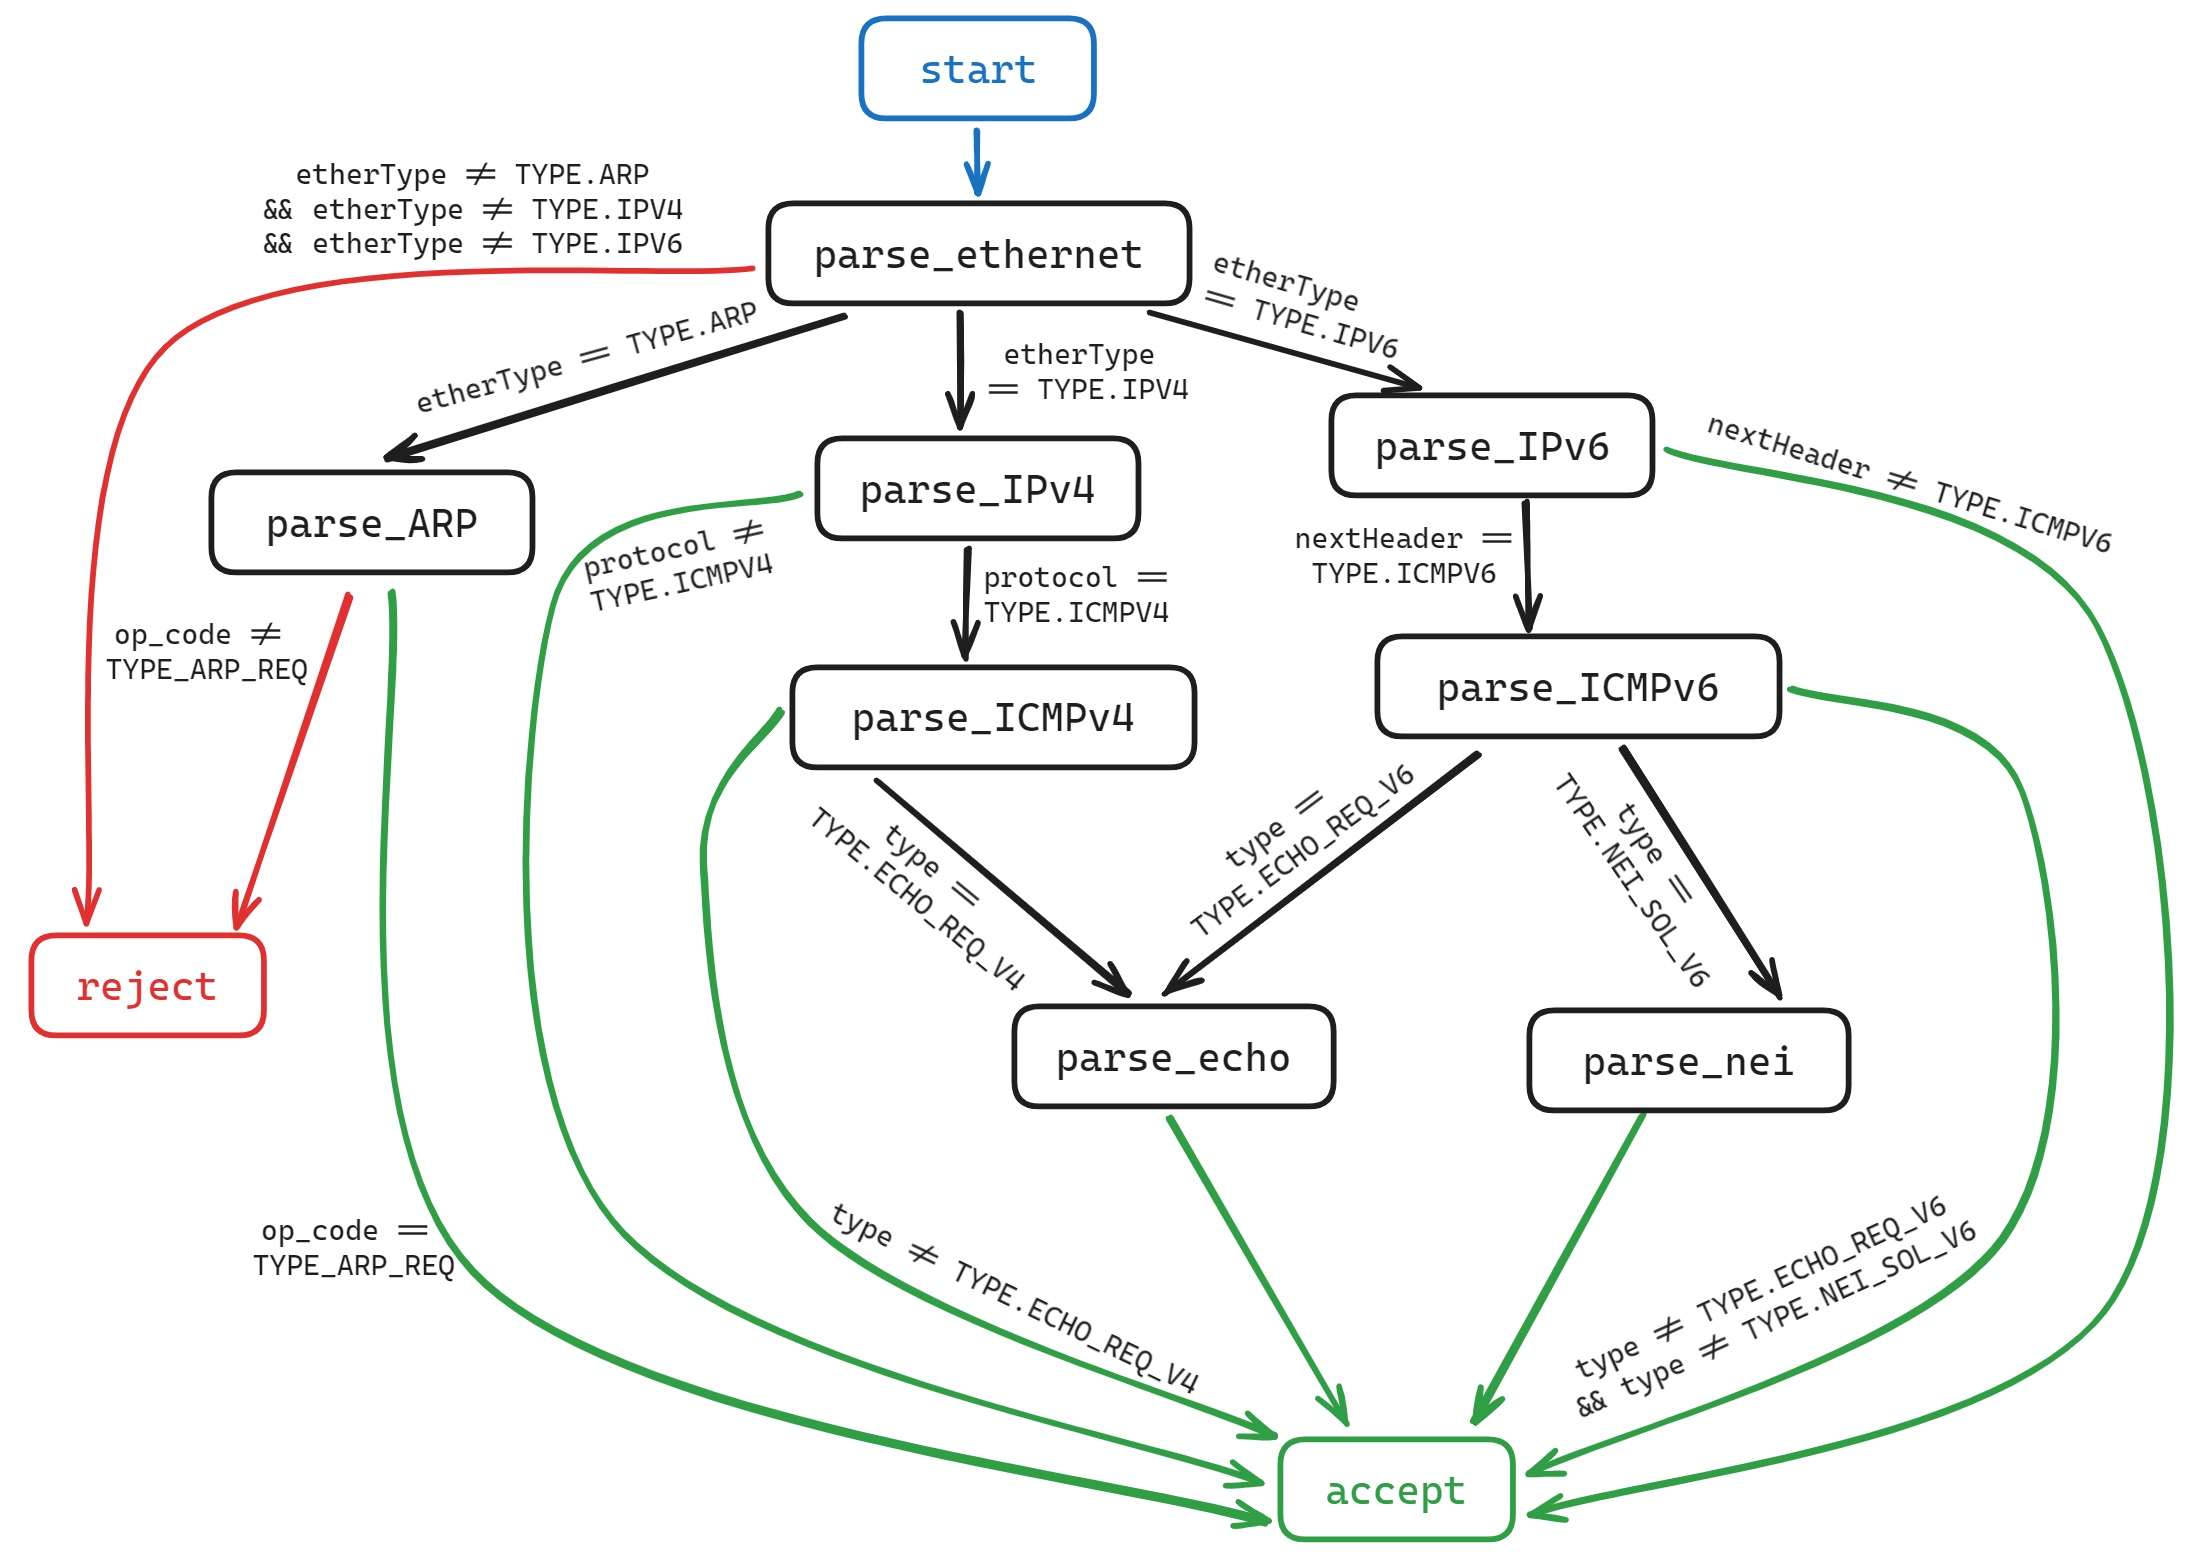 start
etherType ≠ TYPE.ARP
&& etherType ≠ TYPE.IPV4
&& etherType ≠ TYPE.IPV6
parse_ethernet
etherType
== TYPE.IPV6
etherType == TYPE.ARP
etherType
== TYPE.IPV4
parse_ARP
parse_IPv4
parse_IPv6
nextHeader ≠ TYPE.ICMPV6
protocol ≠
TYPE.ICMPV4
protocol ==
TYPE.ICMPV4
nextHeader ==
TYPE.ICMPV6
op_code ≠
TYPE_ARP_REQ
parse_ICMPv4
parse_ICMPv6
type ==
TYPE.ECHO_REQ_V4
type ==
TYPE.ECHO_REQ_V6
type ==
TYPE.NEI_SOL_V6
reject
parse_echo
parse_nei
op_code ==
TYPE_ARP_REQ
type ≠ TYPE.ECHO_REQ_V4
type ≠ TYPE.ECHO_REQ_V6
&& type ≠ TYPE.NEI_SOL_V6
accept